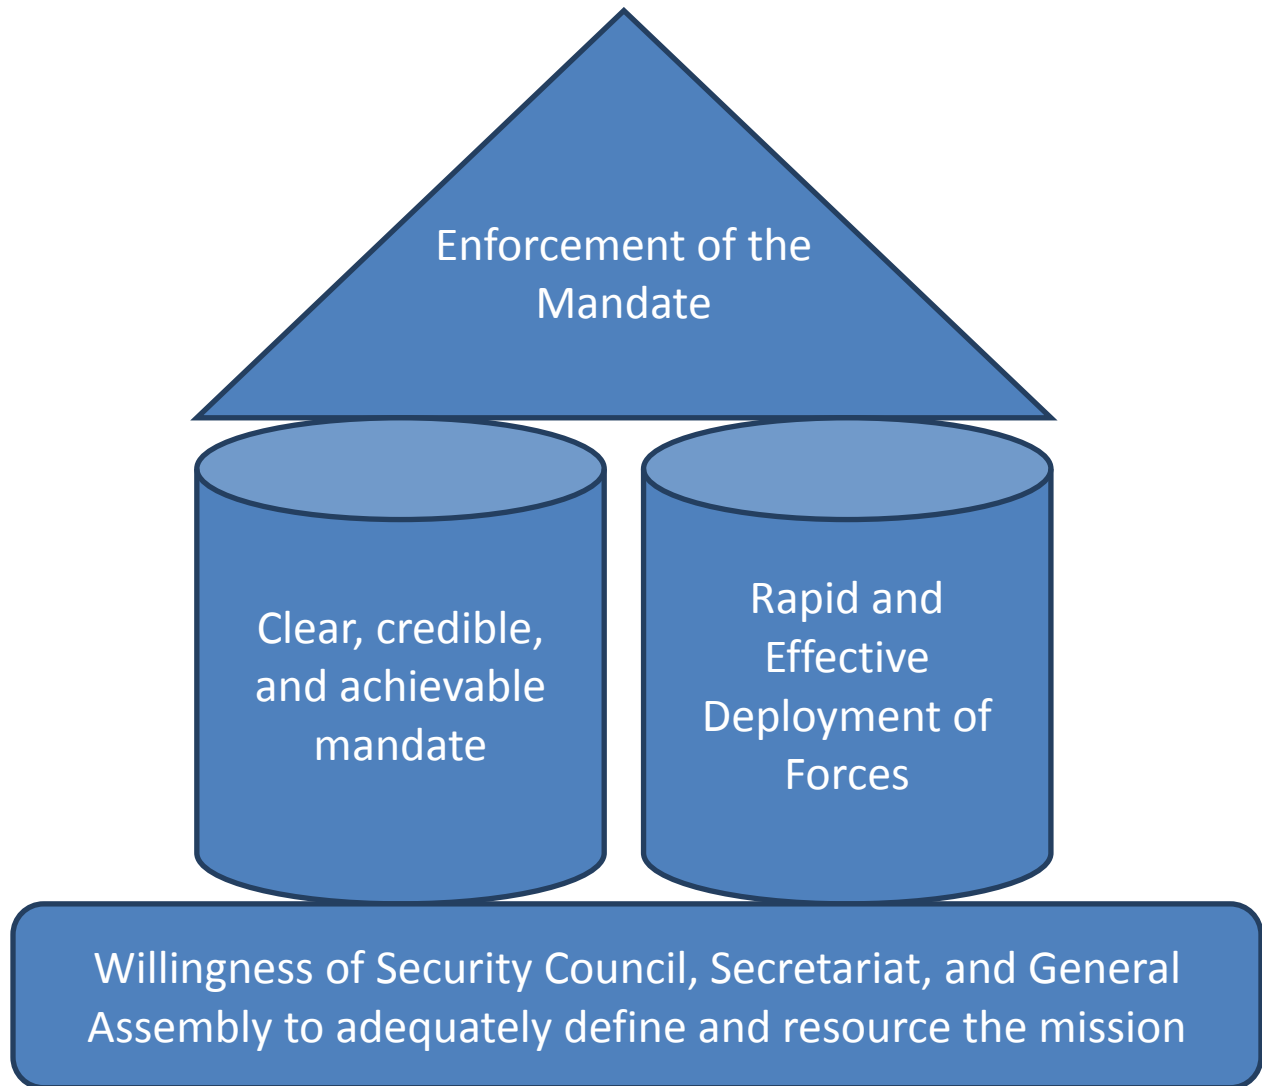 Enforcement of the
Mandate
Clear, credible,
and achievable
mandate
Rapid and
Effective
Deployment of
Forces
Willingness of Security Council, Secretariat, and General
Assembly to adequately define and resource the mission